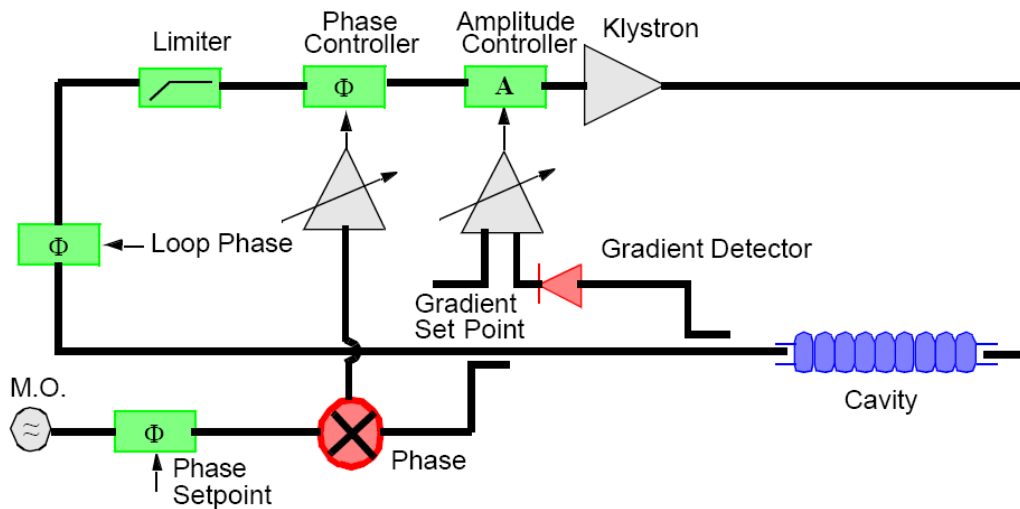 Phase
Controller
Amplitude
Controller
Klystron
Limiter
Φ
A
Φ
Loop Phase
Gradient Detector
Gradient
Set Point
M.O.
Cavity
Φ
Phase
Phase
Setpoint